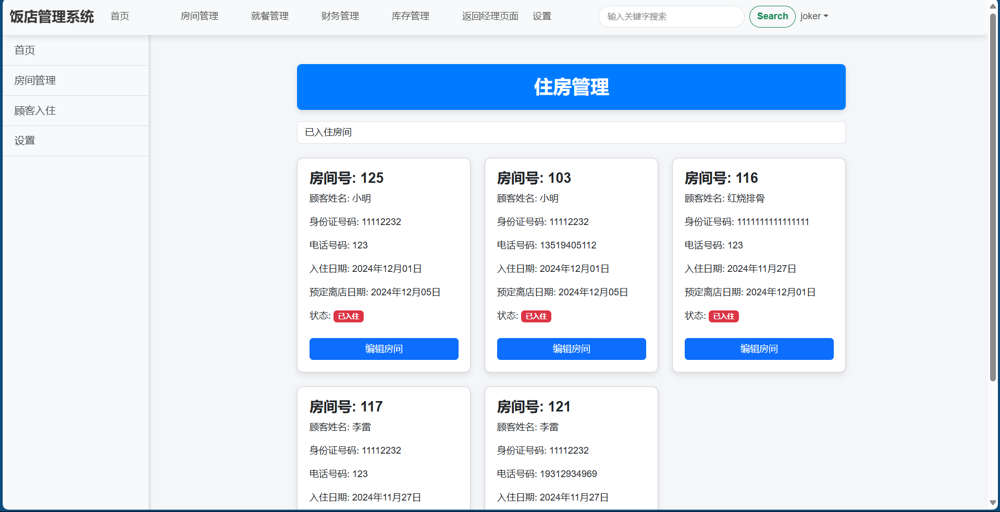 饭店管理系统 首页 房间管理 就餐管理 财务管理 库存管理 返回经理页面 设置 输入关键字搜索 Search joker
首页
房间管理
顾客入住
设置
住房管理
已入住房间
房间号: 125
顾客姓名: 小明
身份证号码: 11112232
电话号码: 123
入住日期: 2024年12月01日
预定离店日期: 2024年12月05日
状态: 已入住
编辑房间
房间号: 103
顾客姓名: 小明
身份证号码: 11112232
电话号码: 13519405112
入住日期: 2024年12月01日
预定离店日期: 2024年12月05日
状态: 已入住
编辑房间
房间号: 116
顾客姓名: 红烧排骨
身份证号码: 1111111111111111
电话号码: 123
入住日期: 2024年11月27日
预定离店日期: 2024年12月01日
状态: 已入住
编辑房间
房间号: 117
顾客姓名: 李雷
身份证号码: 11112232
电话号码: 123
入住日期: 2024年11月27日
房间号: 121
顾客姓名: 李雷
身份证号码: 11112232
电话号码: 19312934969
入住日期: 2024年11月27日